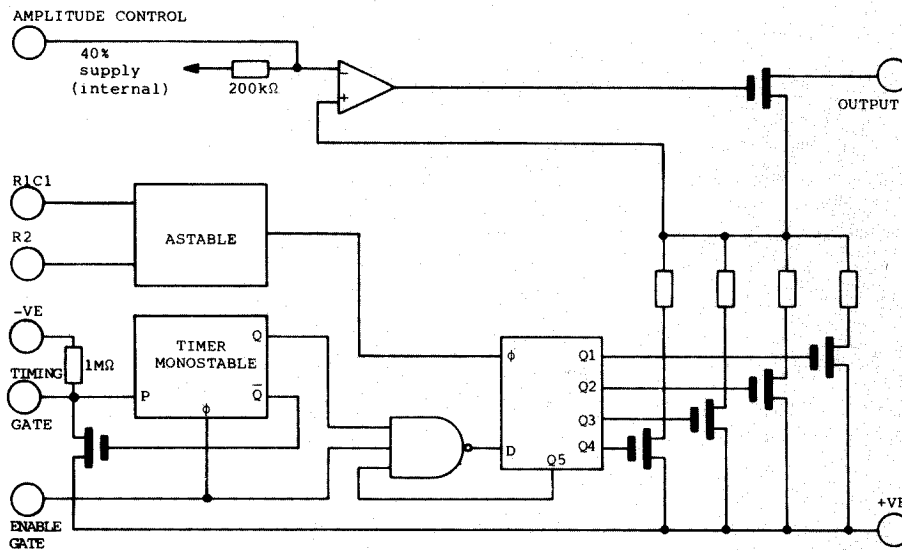 AMPLITUDE CONTROL
40%
supply
(internal)
200kΩ
-
+
OUTPUT
R1C1
R2
ASTABLE
-VE
1MΩ
TIMING
GATE
TIMER
MONOSTABLE
Q
Q̅
P
ϕ
ϕ
D
Q5
Q1
Q2
Q3
Q4
ENABLE
GATE
+VE